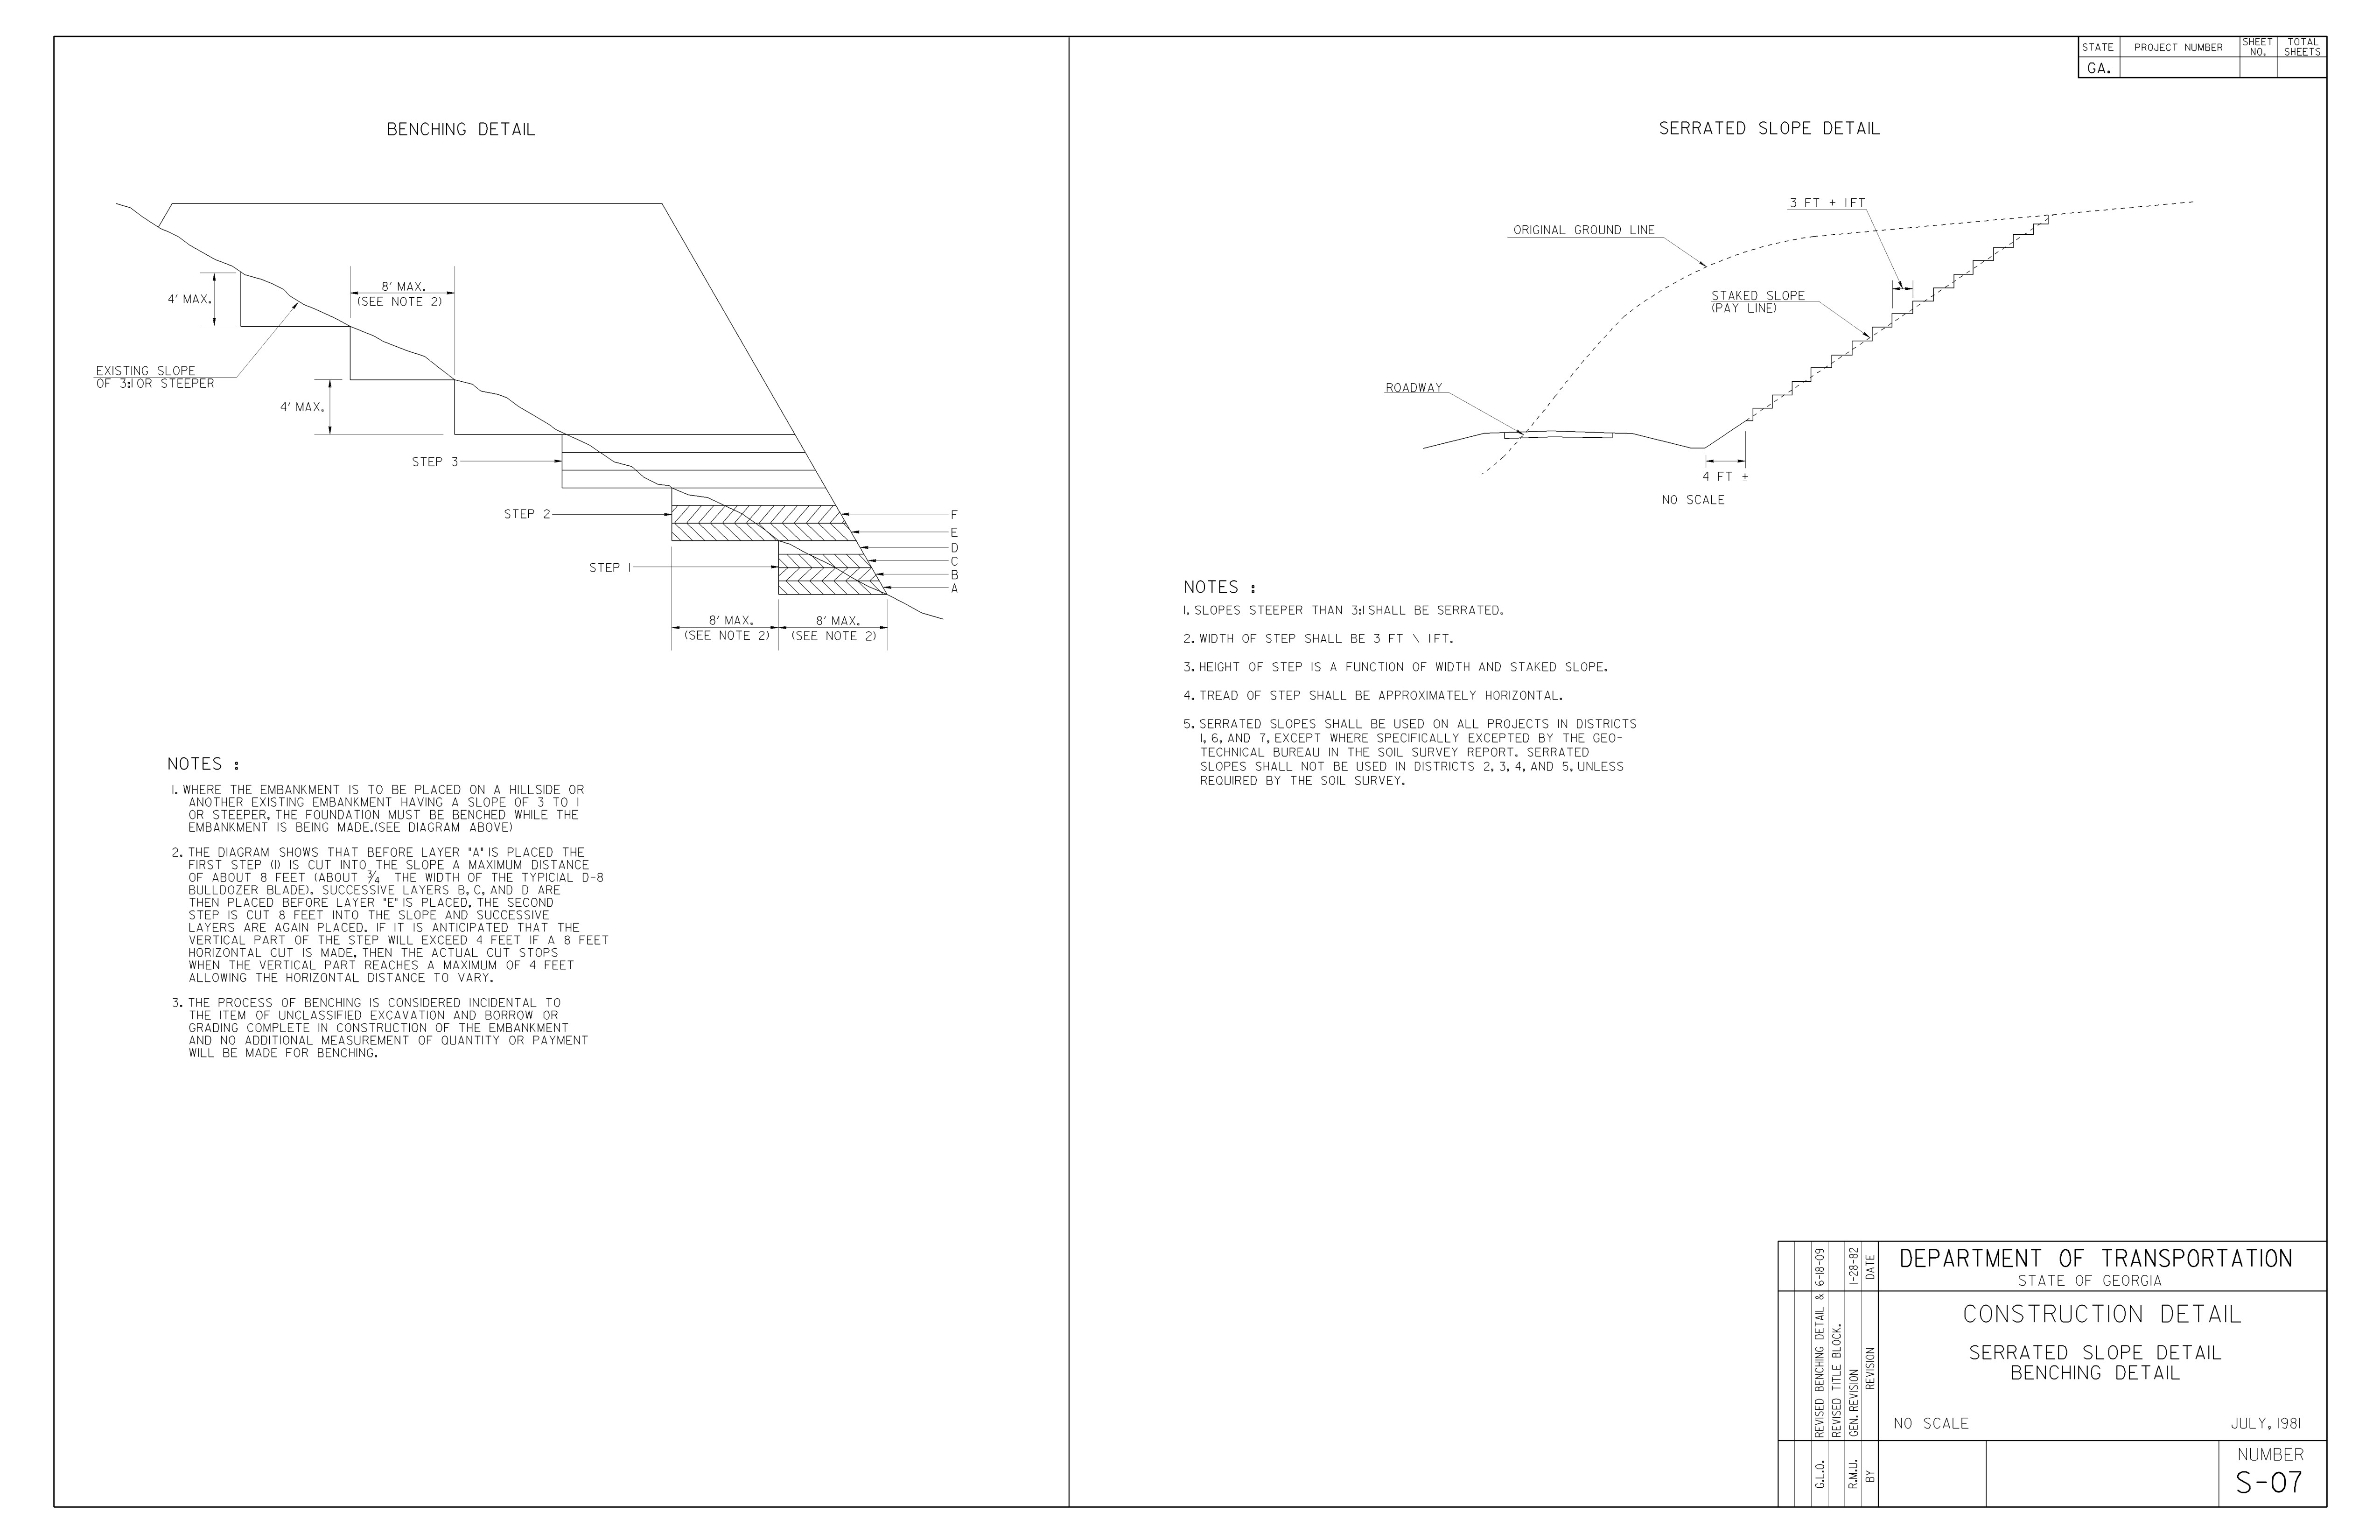 STATE PROJECT NUMBER SHEET NO. TOTAL SHEETS
GA.
BENCHING DETAIL
4' MAX.
8' MAX.
(SEE NOTE 2)
EXISTING SLOPE
OF 3:1 OR STEEPER
4' MAX.
STEP 3
STEP 2
STEP 1
F
E
D
C
B
A
8' MAX.
(SEE NOTE 2)
8' MAX.
(SEE NOTE 2)
NOTES :
1. WHERE THE EMBANKMENT IS TO BE PLACED ON A HILLSIDE OR
ANOTHER EXISTING EMBANKMENT HAVING A SLOPE OF 3 TO 1
OR STEEPER, THE FOUNDATION MUST BE BENCHED WHILE THE
EMBANKMENT IS BEING MADE.(SEE DIAGRAM ABOVE)
2. THE DIAGRAM SHOWS THAT BEFORE LAYER "A" IS PLACED THE
FIRST STEP (1) IS CUT INTO THE SLOPE A MAXIMUM DISTANCE
OF ABOUT 8 FEET (ABOUT 3/4 THE WIDTH OF THE TYPICIAL D-8
BULLDOZER BLADE). SUCCESSIVE LAYERS B, C, AND D ARE
THEN PLACED BEFORE LAYER "E" IS PLACED, THE SECOND
STEP IS CUT 8 FEET INTO THE SLOPE AND SUCCESSIVE
LAYERS ARE AGAIN PLACED. IF IT IS ANTICIPATED THAT THE
VERTICAL PART OF THE STEP WILL EXCEED 4 FEET IF A 8 FEET
HORIZONTAL CUT IS MADE, THEN THE ACTUAL CUT STOPS
WHEN THE VERTICAL PART REACHES A MAXIMUM OF 4 FEET
ALLOWING THE HORIZONTAL DISTANCE TO VARY.
3. THE PROCESS OF BENCHING IS CONSIDERED INCIDENTAL TO
THE ITEM OF UNCLASSIFIED EXCAVATION AND BORROW OR
GRADING COMPLETE IN CONSTRUCTION OF THE EMBANKMENT
AND NO ADDITIONAL MEASUREMENT OF QUANTITY OR PAYMENT
WILL BE MADE FOR BENCHING.
SERRATED SLOPE DETAIL
3 FT ± 1 FT
ORIGINAL GROUND LINE
STAKED SLOPE
(PAY LINE)
ROADWAY
4 FT ±
NO SCALE
NOTES :
1. SLOPES STEEPER THAN 3:1 SHALL BE SERRATED.
2. WIDTH OF STEP SHALL BE 3 FT \ 1 FT.
3. HEIGHT OF STEP IS A FUNCTION OF WIDTH AND STAKED SLOPE.
4. TREAD OF STEP SHALL BE APPROXIMATELY HORIZONTAL.
5. SERRATED SLOPES SHALL BE USED ON ALL PROJECTS IN DISTRICTS
1, 6, AND 7, EXCEPT WHERE SPECIFICALLY EXCEPTED BY THE GEO-
TECHNICAL BUREAU IN THE SOIL SURVEY REPORT. SERRATED
SLOPES SHALL NOT BE USED IN DISTRICTS 2, 3, 4, AND 5, UNLESS
REQUIRED BY THE SOIL SURVEY.
G.L.O. REVISED BENCHING DETAIL & 6-18-09
REVISED TITLE BLOCK.
R.M.U. GEN. REVISION 1-28-82
BY REVISION DATE
DEPARTMENT OF TRANSPORTATION
STATE OF GEORGIA
CONSTRUCTION DETAIL
SERRATED SLOPE DETAIL
BENCHING DETAIL
NO SCALE JULY, 1981
NUMBER
S-07